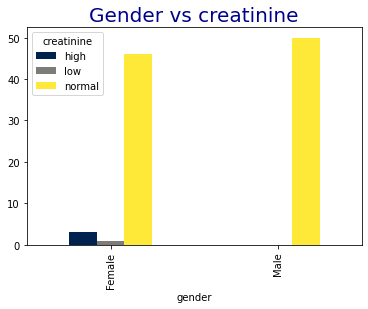 Gender vs creatinine
creatinine
high
low
normal
50
40
30
20
10
0
Female
Male
gender